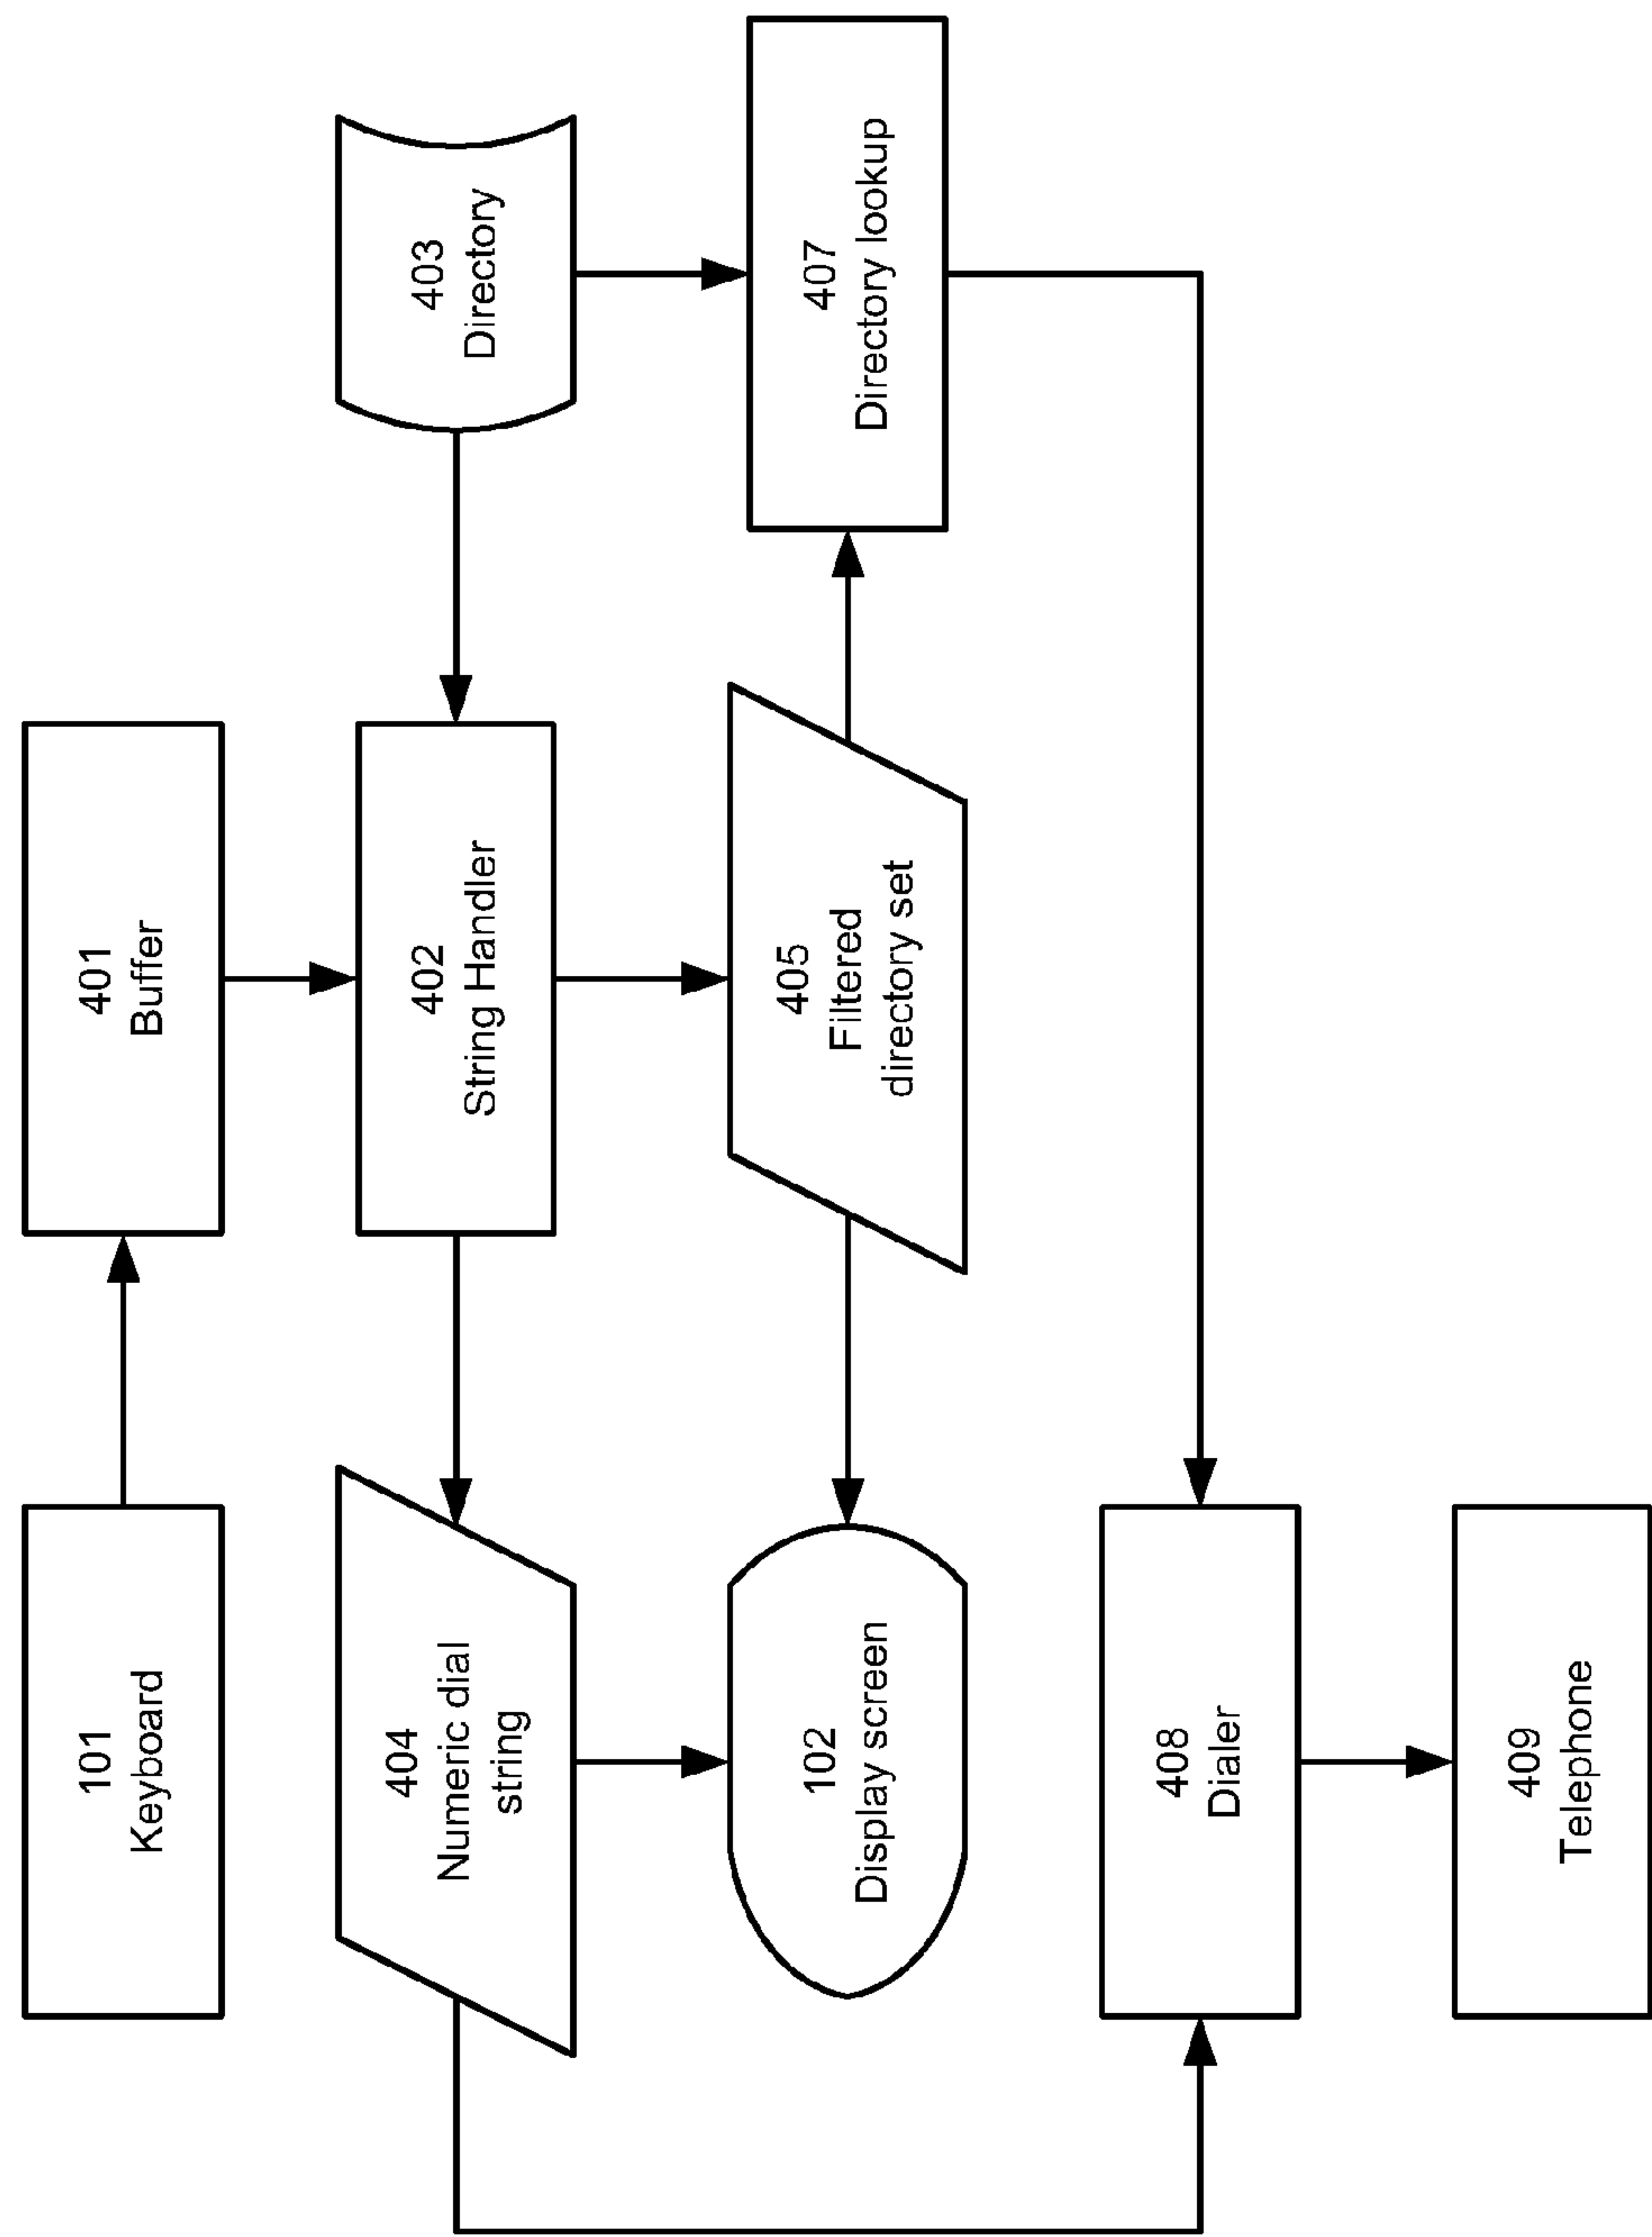 101
Keyboard
401
Buffer
404
Numeric dial
string
402
String Handler
403
Directory
102
Display screen
405
Filtered
directory set
407
Directory lookup
408
Dialer
409
Telephone